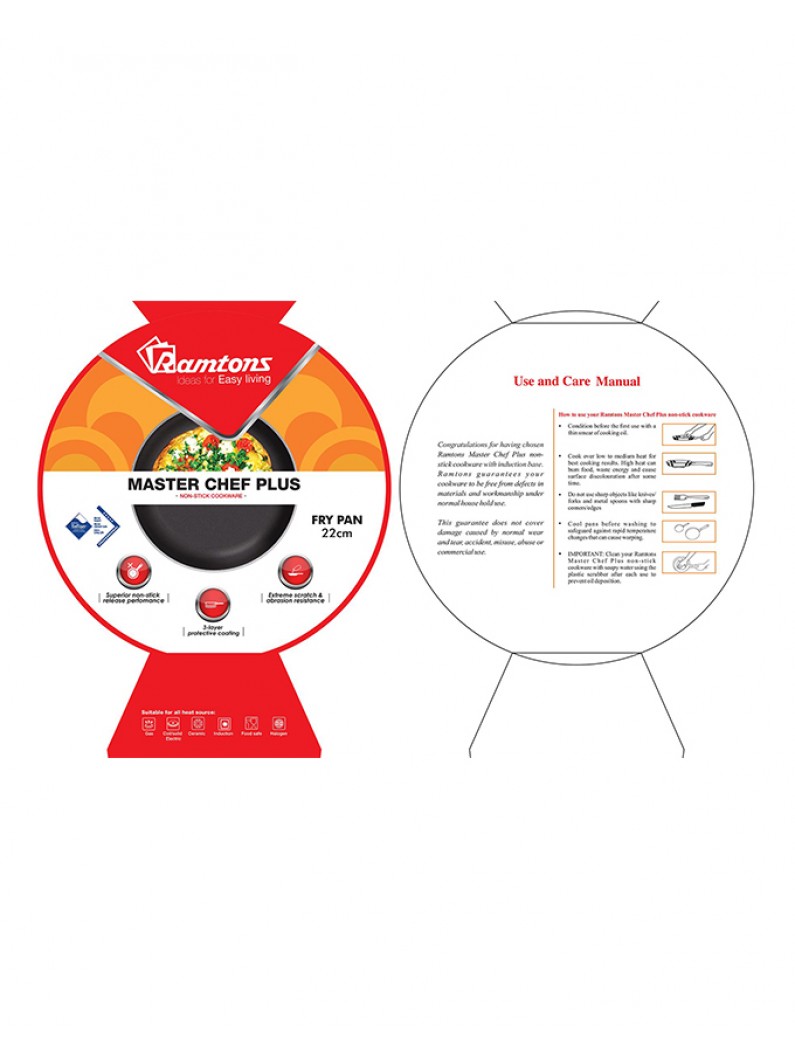 Ramtons
Ideas for Easy living
MASTER CHEF PLUS
- NON-STICK COOKWARE -
FRY PAN
22cm
Superior non-stick
release performance
Extreme scratch &
abrasion resistance
3-layer
protective coating
Suitable for all heat source:
Gas
Coil/solid
Electric
Ceramic
Induction
Food safe
Halogen
Use and Care Manual
Congratulations for having chosen
Ramtons Master Chef Plus non-
stick cookware with induction base.
Ramtons guarantees your
cookware to be free from defects in
materials and workmanship under
normal house hold use.
This guarantee does not cover
damage caused by normal wear
and tear, accident, misuse, abuse or
commercial use.
How to use your Ramtons Master Chef Plus non-stick cookware
• Condition before the first use with a
thin smear of cooking oil.
• Cook over low to medium heat for
best cooking results. High heat can
burn food, waste energy and cause
surface discolouration after some
time.
• Do not use sharp objects like knives/
forks and metal spoons with sharp
corners/edges
• Cool pans before washing to
safeguard against rapid temperature
changes that can cause warping.
• IMPORTANT: Clean your Ramtons
Master Chef Plus non-stick
cookware with soapy water using the
plastic scrubber after each use to
prevent oil deposition.